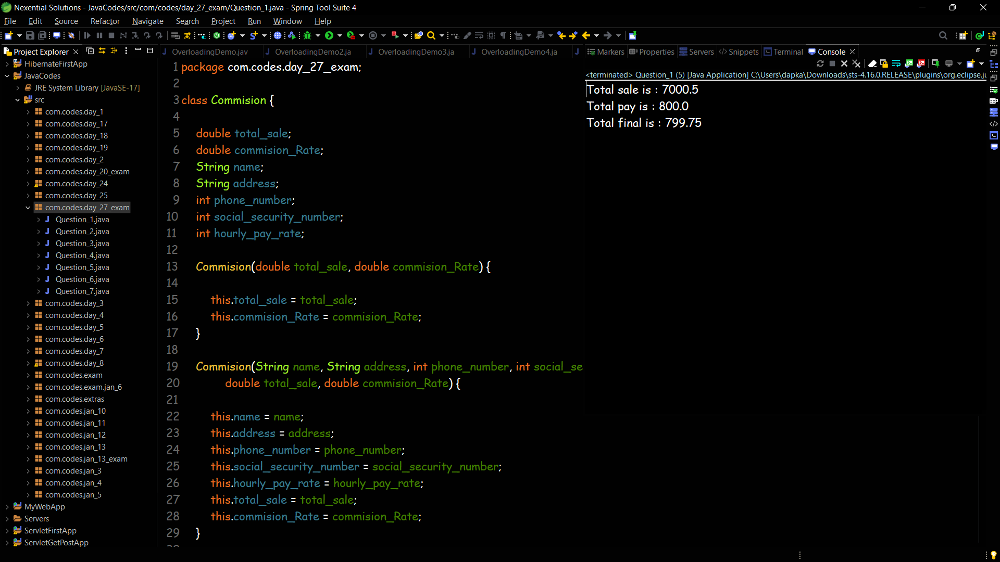 Nexential Solutions - JavaCodes/src/com/codes/day_27_exam/Question_1.java - Spring Tool Suite 4
File Edit Source Refactor Navigate Search Project Run Window Help
Project Explorer
HibernateFirstApp
JavaCodes
JRE System Library [JavaSE-17]
src
com.codes.day_1
com.codes.day_17
com.codes.day_18
com.codes.day_19
com.codes.day_2
com.codes.day_20_exam
com.codes.day_24
com.codes.day_25
com.codes.day_27_exam
Question_1.java
Question_2.java
Question_3.java
Question_4.java
Question_5.java
Question_6.java
Question_7.java
com.codes.day_3
com.codes.day_4
com.codes.day_5
com.codes.day_6
com.codes.day_7
com.codes.day_8
com.codes.exam
com.codes.exam.jan_6
com.codes.extras
com.codes.jan_10
com.codes.jan_11
com.codes.jan_12
com.codes.jan_13
com.codes.jan_13_exam
com.codes.jan_3
com.codes.jan_4
com.codes.jan_5
MyWebApp
Servers
ServletFirstApp
ServletGetPostApp
OverloadingDemo.jav OverloadingDemo2.ja OverloadingDemo3.ja OverloadingDemo4.ja
1 package com.codes.day_27_exam;
2
3 class Commision {
4
5 double total_sale;
6 double commision_Rate;
7 String name;
8 String address;
9 int phone_number;
10 int social_security_number;
11 int hourly_pay_rate;
12
13 Commision(double total_sale, double commision_Rate) {
14
15 this.total_sale = total_sale;
16 this.commision_Rate = commision_Rate;
17 }
18
19 Commision(String name, String address, int phone_number, int social_se
20 double total_sale, double commision_Rate) {
21
22 this.name = name;
23 this.address = address;
24 this.phone_number = phone_number;
25 this.social_security_number = social_security_number;
26 this.hourly_pay_rate = hourly_pay_rate;
27 this.total_sale = total_sale;
28 this.commision_Rate = commision_Rate;
29 }
Markers Properties Servers Snippets Terminal Console
<terminated> Question_1 (5) [Java Application] C:\Users\dapka\Downloads\sts-4.16.0.RELEASE\plugins\org.eclipse.ju
Total sale is : 7000.5
Total pay is : 800.0
Total final is : 799.75